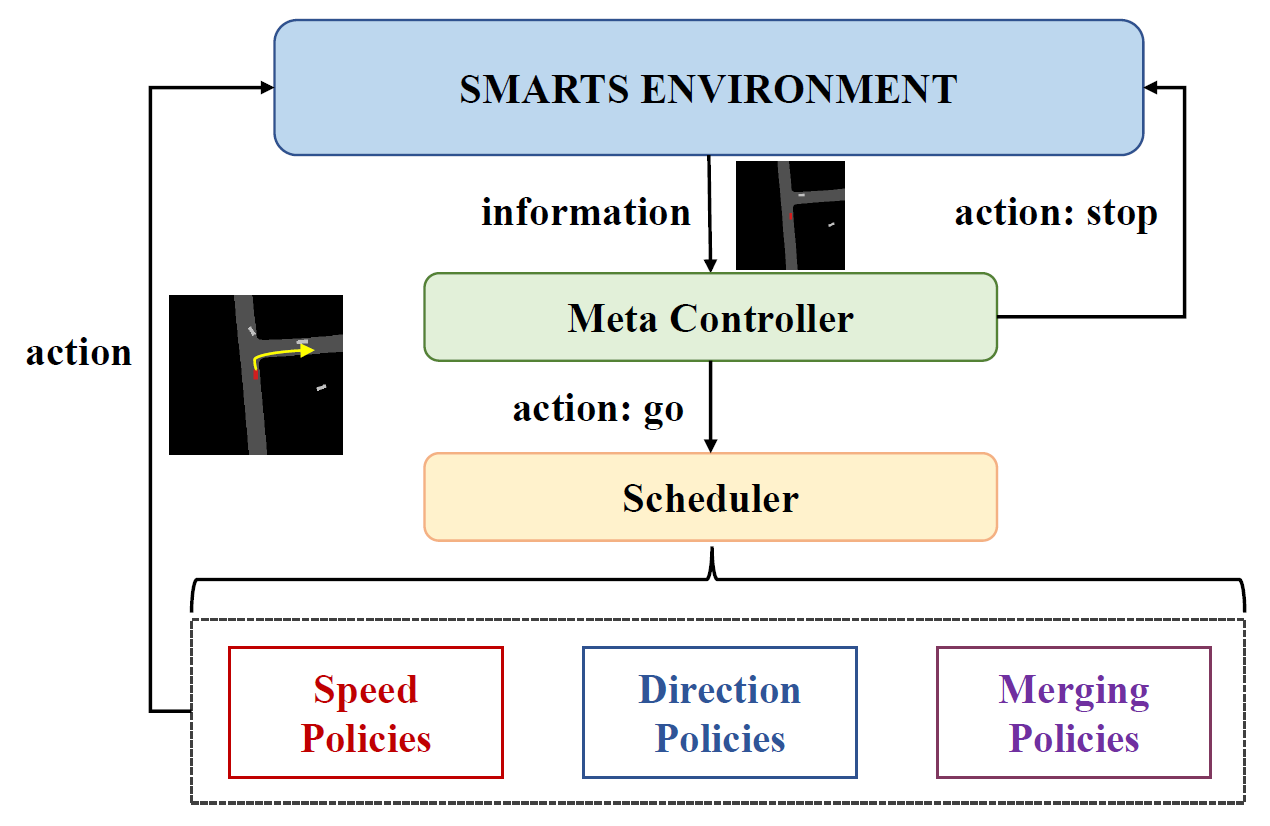 SMARTS ENVIRONMENT
information
action: stop
Meta Controller
action
action: go
Scheduler
Speed
Policies
Direction
Policies
Merging
Policies